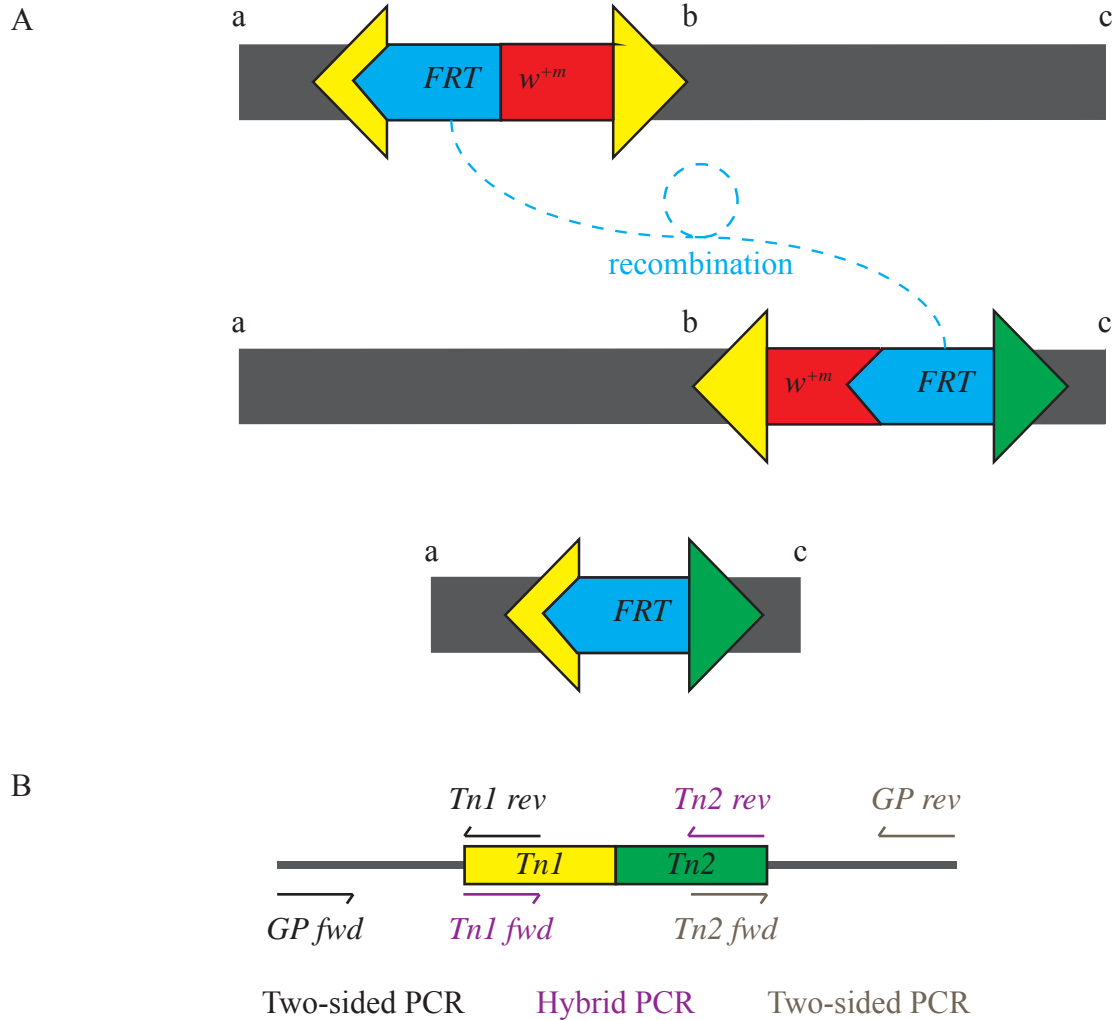 A
a b c
FRT w+m
recombination
a b c
w+m FRT
a c
FRT
B
Tn1 rev Tn2 rev GP rev
Tn1 Tn2
GP fwd Tn1 fwd Tn2 fwd
Two-sided PCR Hybrid PCR Two-sided PCR